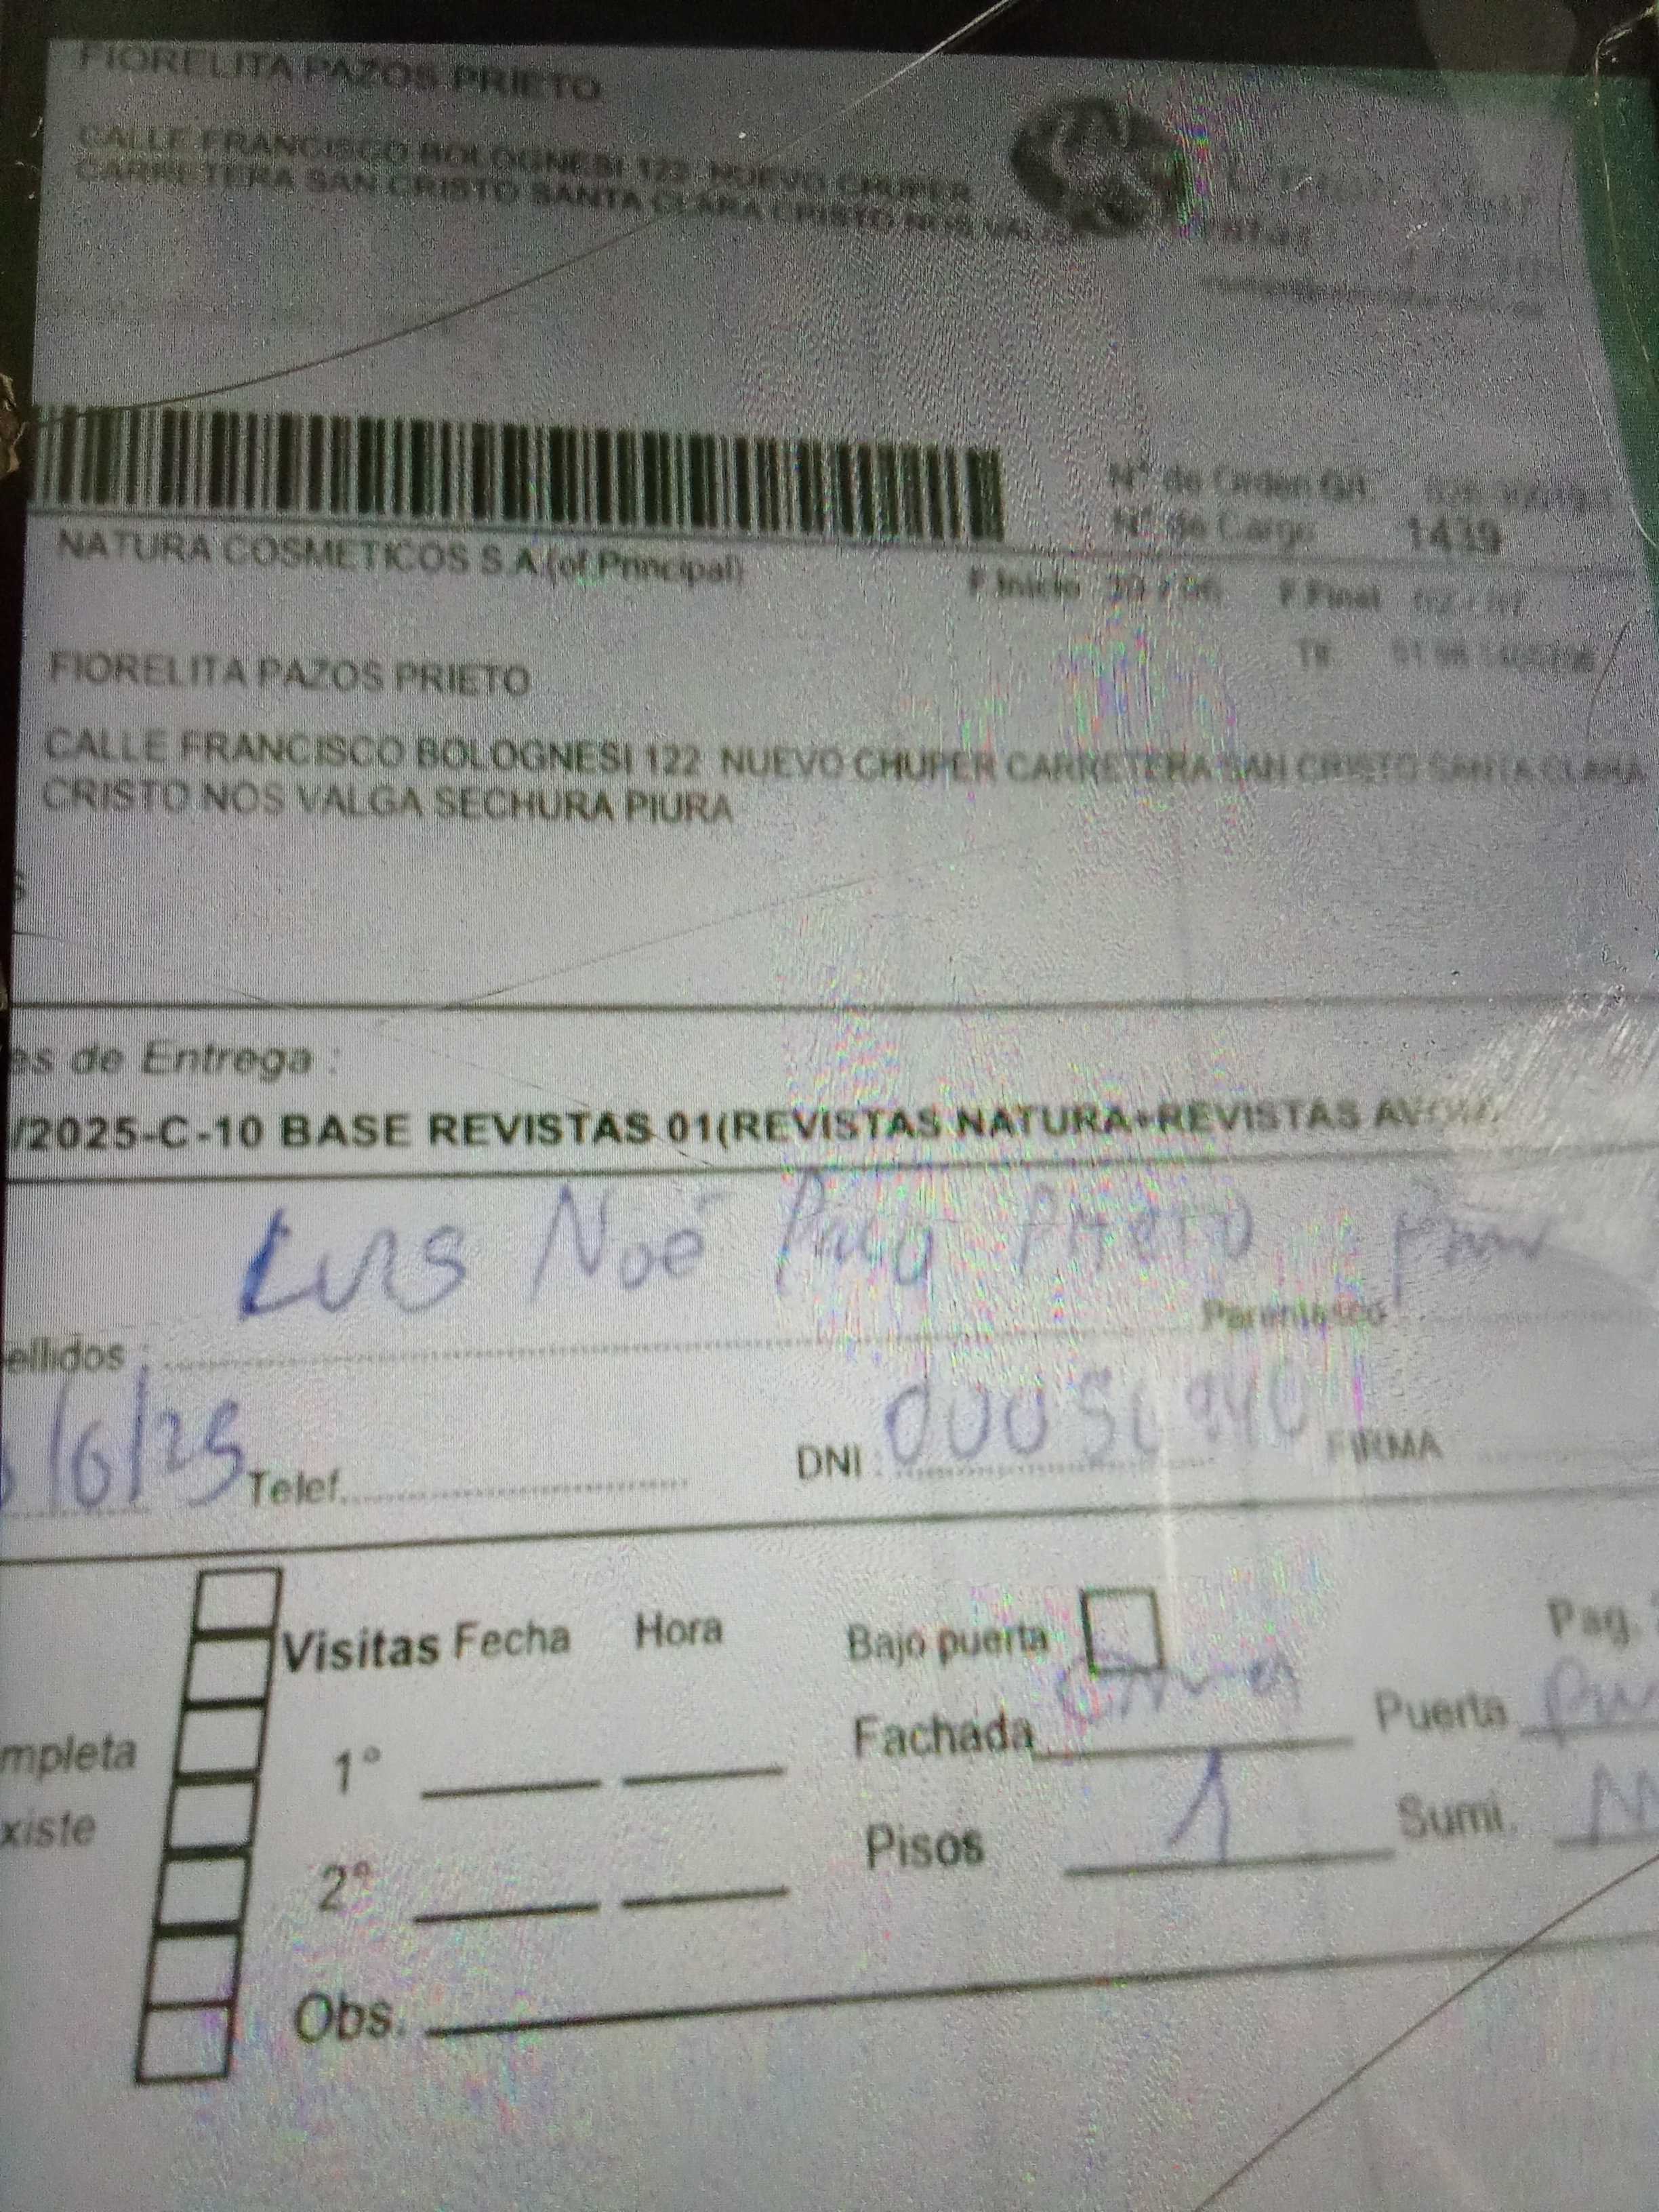 FIORELITA PAZOS PRIETO
CALLE FRANCISCO BOLOGNESI 122 NUEVO CHUPER
CARRETERA SAN CRISTO SANTA CLARA CRISTO NOS VALGA
N° de Orden
N° de Cargo 1439
NATURA COSMETICOS S.A.(of.Principal)
F.Inicio F.Final
FIORELITA PAZOS PRIETO
CALLE FRANCISCO BOLOGNESI 122 NUEVO CHUPER CARRETERA SAN CRISTO SANTA CLARA
CRISTO NOS VALGA SECHURA PIURA
es de Entrega :
/2025-C-10 BASE REVISTAS 01(REVISTAS NATURA+REVISTAS AVON
Luis Noé Prieto
ellidos : Parentesco
/6/25 Telef. DNI : FIRMA
Visitas Fecha Hora Bajo puerta Pag.
mpleta 1° Fachada Puerta
xiste 2° Pisos 1 Sumi.
Obs.